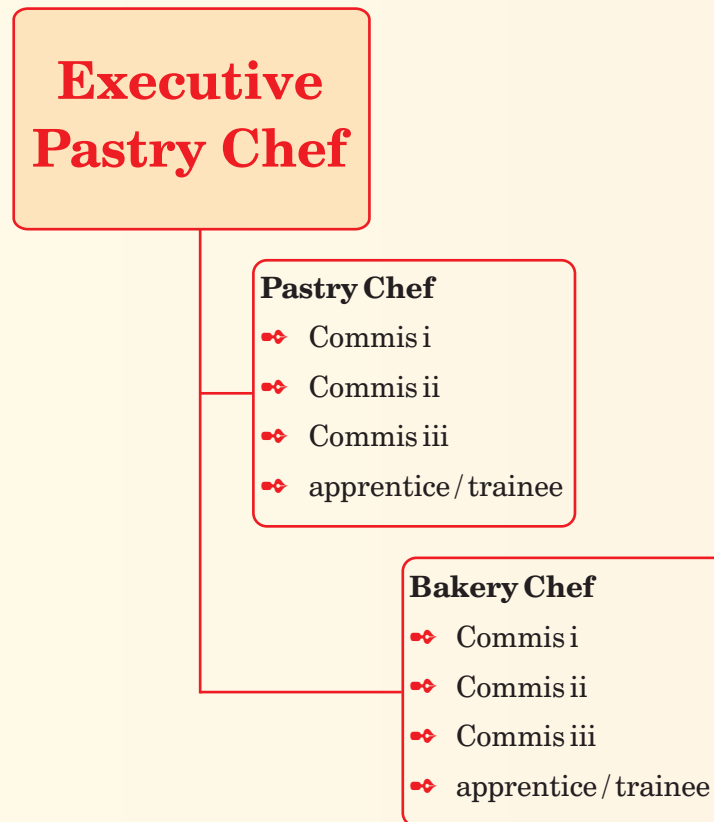 Executive
Pastry Chef
Pastry Chef
Commis i
Commis ii
Commis iii
apprentice / trainee
Bakery Chef
Commis i
Commis ii
Commis iii
apprentice / trainee